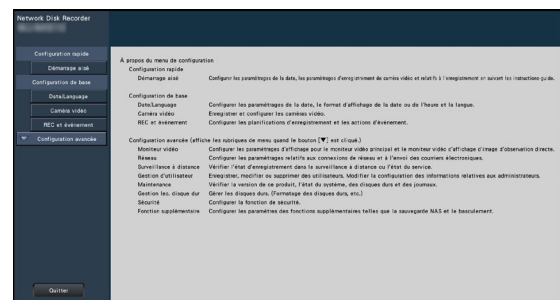 Network Disk Recorder
Configuration rapide
Démarrage aisé
Configuration de base
Date/Language
Caméra vidéo
REC et événement
Configuration avancée
Quitter
À propos du menu de configuration
Configuration rapide
Démarrage aisé Configurer les paramétrages de la date, les paramétrages d'enregistrement de caméra vidéo et relatifs à l'enregistrement en suivant les instructions-guide.
Configuration de base
Date/Language Configurer les paramétrages de la date, le format d'affichage de la date ou de l'heure et la langue.
Caméra vidéo Enregistrer et configurer les caméras vidéo.
REC et événement Configurer les planifications d'enregistrement et les actions d'événement.
Configuration avancée (affiche les rubriques de menu quand le bouton [▼] est cliqué.)
Moniteur vidéo Configurer les paramétrages d'affichage pour le moniteur vidéo principal et le moniteur vidéo d'affichage d'image d'observation directe.
Réseau Configurer les paramétrages relatifs aux connexions de réseau et à l'envoi des courriers électroniques.
Surveillance à distance Vérifier l'état d'enregistrement dans la surveillance à distance ou l'état du service.
Gestion d'utilisateur Enregistrer, modifier ou supprimer des utilisateurs. Modifier la configuration des informations relatives aux administrateurs.
Maintenance Vérifier la version de ce produit, l'état du système, des disques durs et des journaux.
Gestion les. disque dur Gérer les disques durs. (Formatage des disques durs, etc.)
Sécurité Configurer la fonction de sécurité.
Fonction supplémentaire Configurer les paramètres des fonctions supplémentaires telles que la sauvegarde NAS et le basculement.